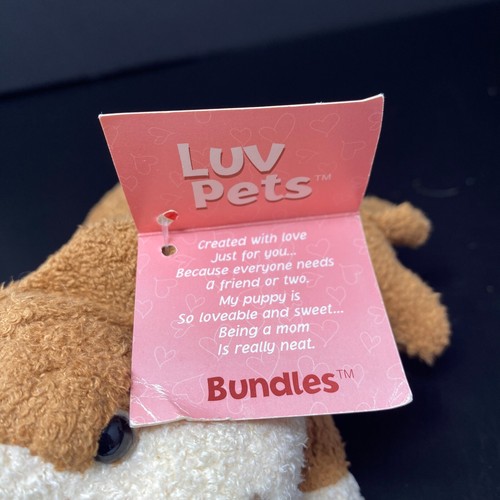 Luv
Pets™
Created with love
Just for you...
Because everyone needs
a friend or two.
My puppy is
So loveable and sweet...
Being a mom
Is really neat.
Bundles™